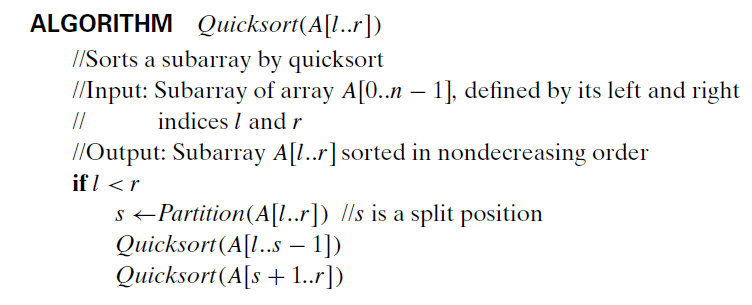 ALGORITHM Quicksort(A[l..r])
//Sorts a subarray by quicksort
//Input: Subarray of array A[0..n − 1], defined by its left and right
// indices l and r
//Output: Subarray A[l..r] sorted in nondecreasing order
if l < r
s ←Partition(A[l..r]) //s is a split position
Quicksort(A[l..s − 1])
Quicksort(A[s + 1..r])